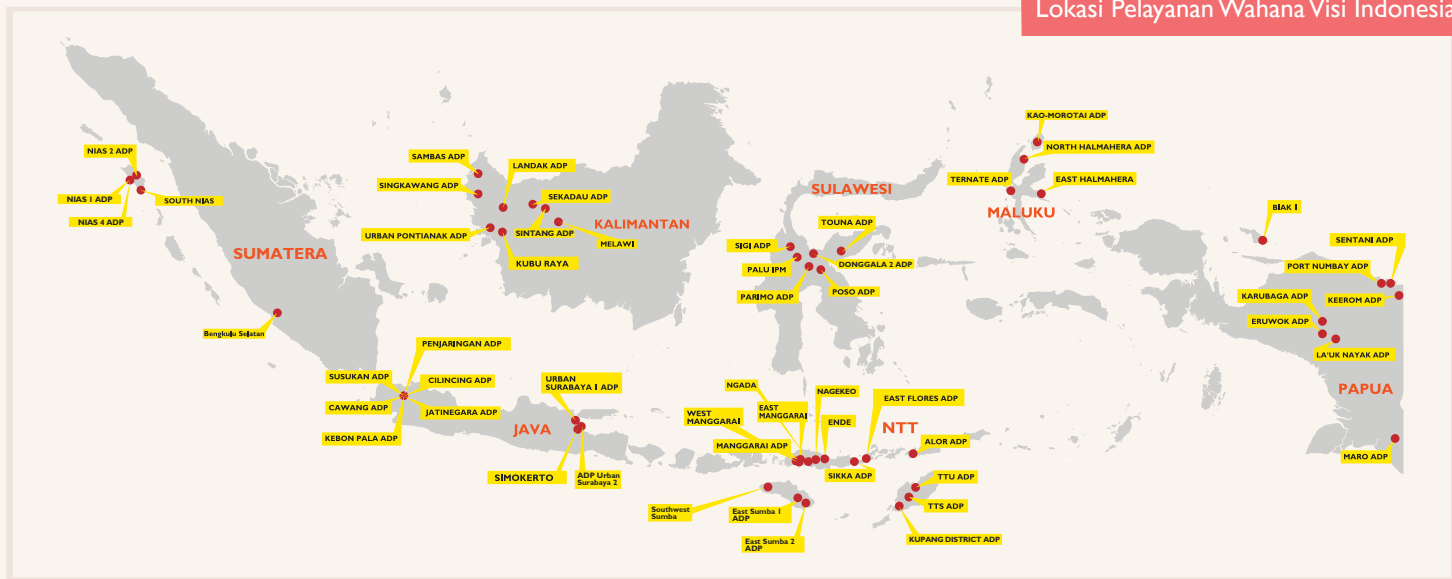 Lokasi Pelayanan Wahana Visi Indonesia
NIAS 2 ADP
NIAS 1 ADP
SOUTH NIAS
NIAS 4 ADP
SUMATERA
Bengkulu Selatan
SAMBAS ADP
LANDAK ADP
SINGKAWANG ADP
SEKADAU ADP
KALIMANTAN
URBAN PONTIANAK ADP
SINTANG ADP
MELAWI
KUBU RAYA
SULAWESI
TOUNA ADP
SIGI ADP
DONGGALA 2 ADP
PALU IPM
PARIMO ADP
POSO ADP
KAO-MOROTAI ADP
NORTH HALMAHERA ADP
TERNATE ADP
EAST HALMAHERA
MALUKU
BIAK 1
SENTANI ADP
PORT NUMBAY ADP
KARUBAGA ADP
KEEROM ADP
ERUWOK ADP
LA'UK NAYAK ADP
PAPUA
MARO ADP
PENJARINGAN ADP
SUSUKAN ADP
CILINCING ADP
CAWANG ADP
JATINEGARA ADP
KEBON PALA ADP
JAVA
URBAN
SURABAYA 1 ADP
SIMOKERTO
ADP Urban
Surabaya 2
NGADA
NAGEKEO
WEST
MANGGARAI
EAST
MANGGARAI
ENDE
EAST FLORES ADP
MANGGARAI ADP
NTT
SIKKA ADP
ALOR ADP
TTU ADP
TTS ADP
KUPANG DISTRICT ADP
Southwest
Sumba
East Sumba 1
ADP
East Sumba 2
ADP